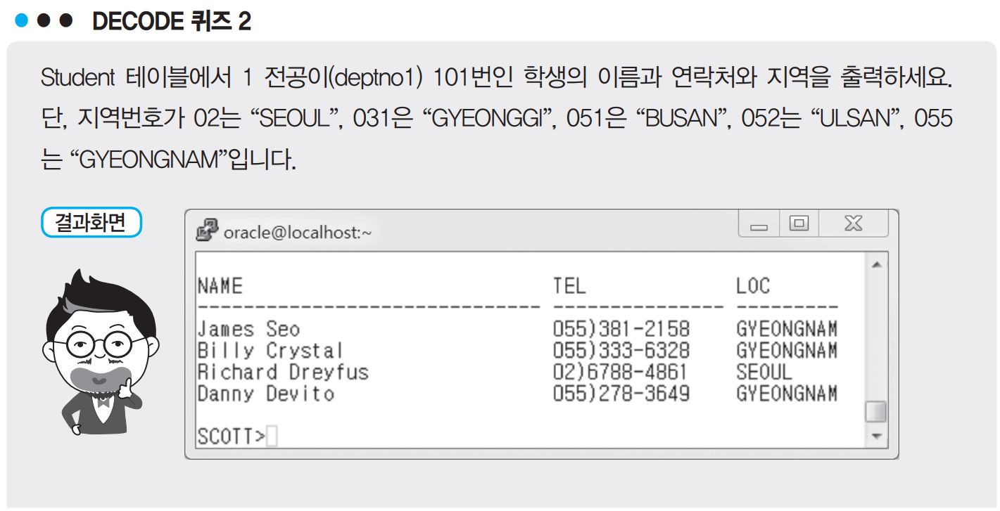 DECODE 퀴즈 2
Student 테이블에서 1 전공이(deptno1) 101번인 학생의 이름과 연락처와 지역을 출력하세요.
단, 지역번호가 02는 “SEOUL”, 031은 “GYEONGGI”, 051은 “BUSAN”, 052는 “ULSAN”, 055
는 “GYEONGNAM”입니다.
결과화면
oracle@localhost:~
NAME TEL LOC
------------------------------ --------------- ---------
James Seo 055)381-2158 GYEONGNAM
Billy Crystal 055)333-6328 GYEONGNAM
Richard Dreyfus 02)6788-4861 SEOUL
Danny Devito 055)278-3649 GYEONGNAM
SCOTT>